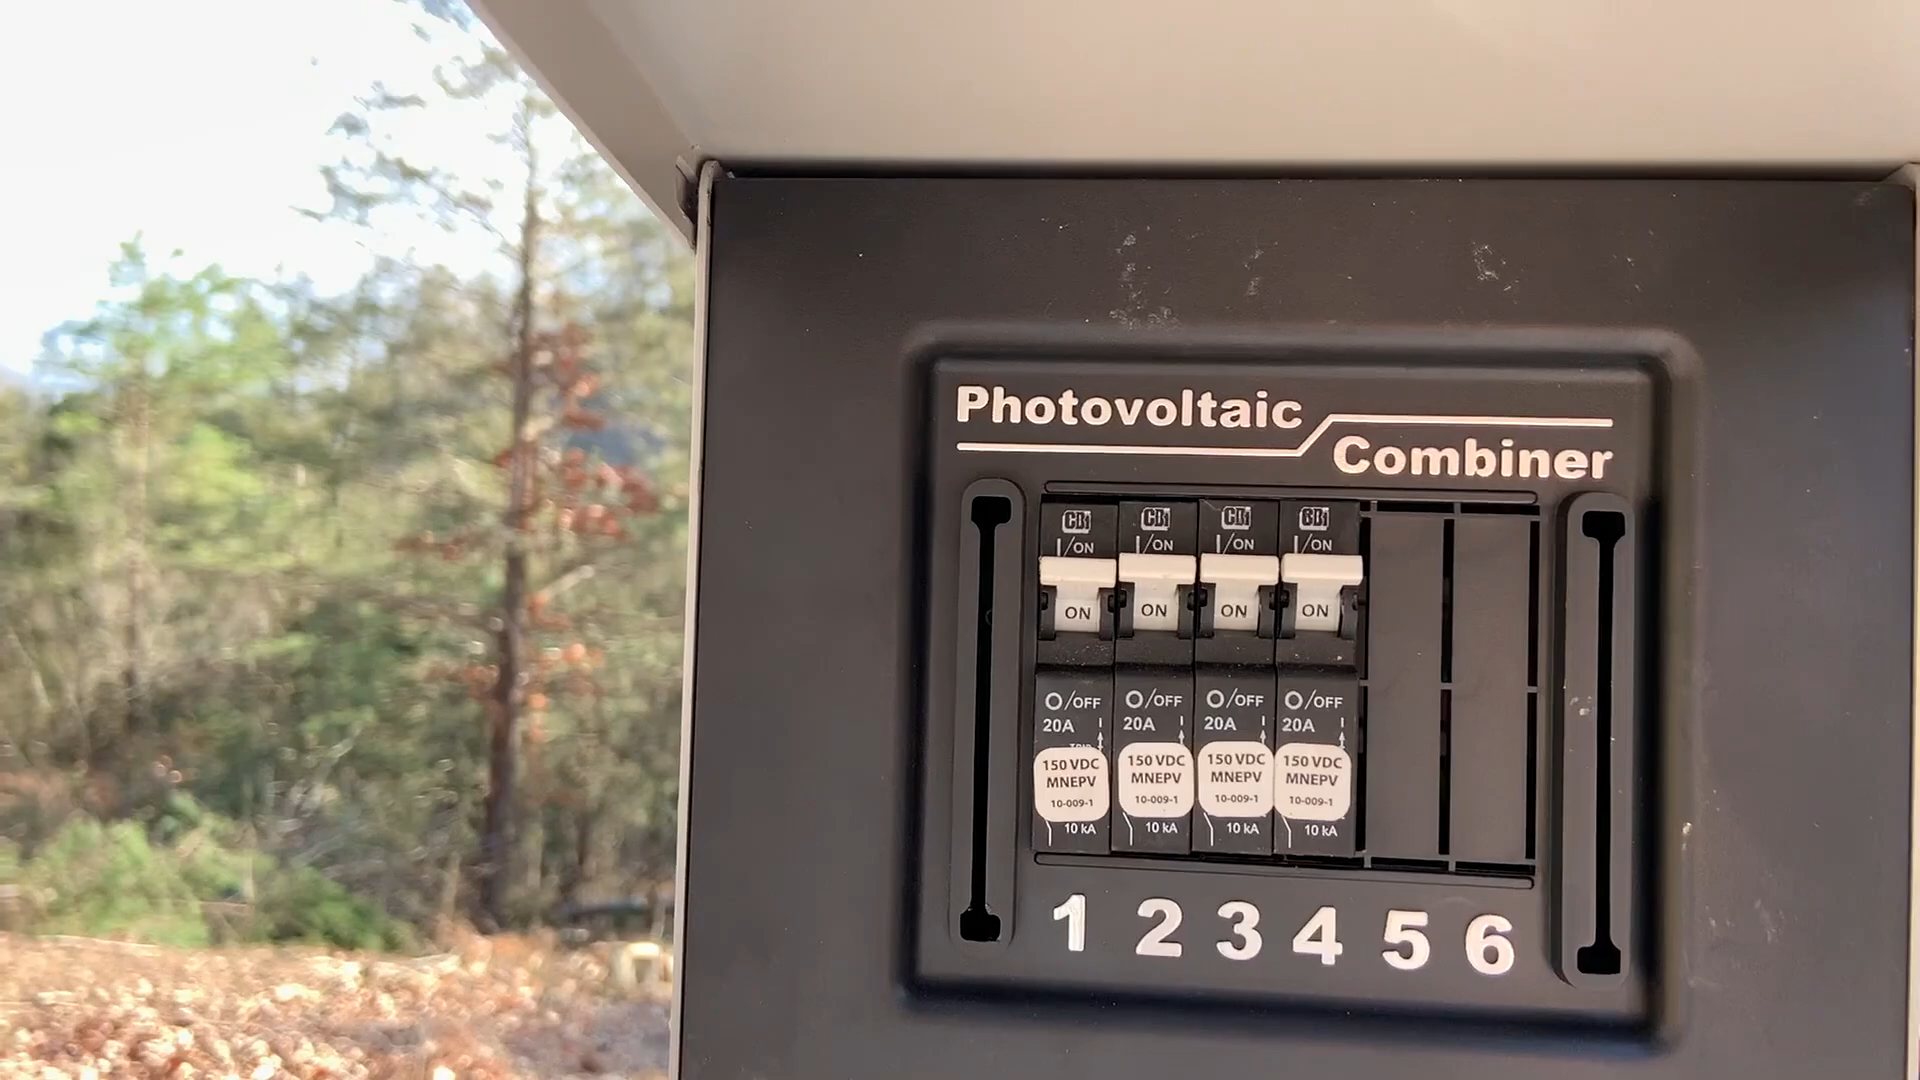 Photovoltaic
Combiner
CBi CBi CBi CBi
I/ON I/ON I/ON I/ON
ON ON ON ON
O/OFF O/OFF O/OFF O/OFF
20A 20A 20A 20A
150 VDC 150 VDC 150 VDC 150 VDC
MNEPV MNEPV MNEPV MNEPV
10-009-1 10-009-1 10-009-1 10-009-1
10 kA 10 kA 10 kA 10 kA
1 2 3 4 5 6